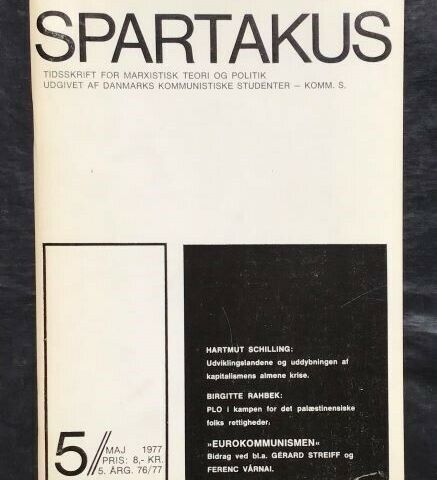 SPARTAKUS
TIDSSKRIFT FOR MARXISTISK TEORI OG POLITIK
UDGIVET AF DANMARKS KOMMUNISTISKE STUDENTER – KOMM. S.
HARTMUT SCHILLING:
Udviklingslandene og uddybningen af
kapitalismens almene krise.
BIRGITTE RAHBEK:
PLO i kampen for det palæstinensiske
folks rettigheder.
»EUROKOMMUNISMEN«
Bidrag ved bl.a. GÉRARD STREIFF og
FERENC VÁRNAI.
5//
MAJ 1977
PRIS: 8,- KR.
5. ÅRG. 76/77